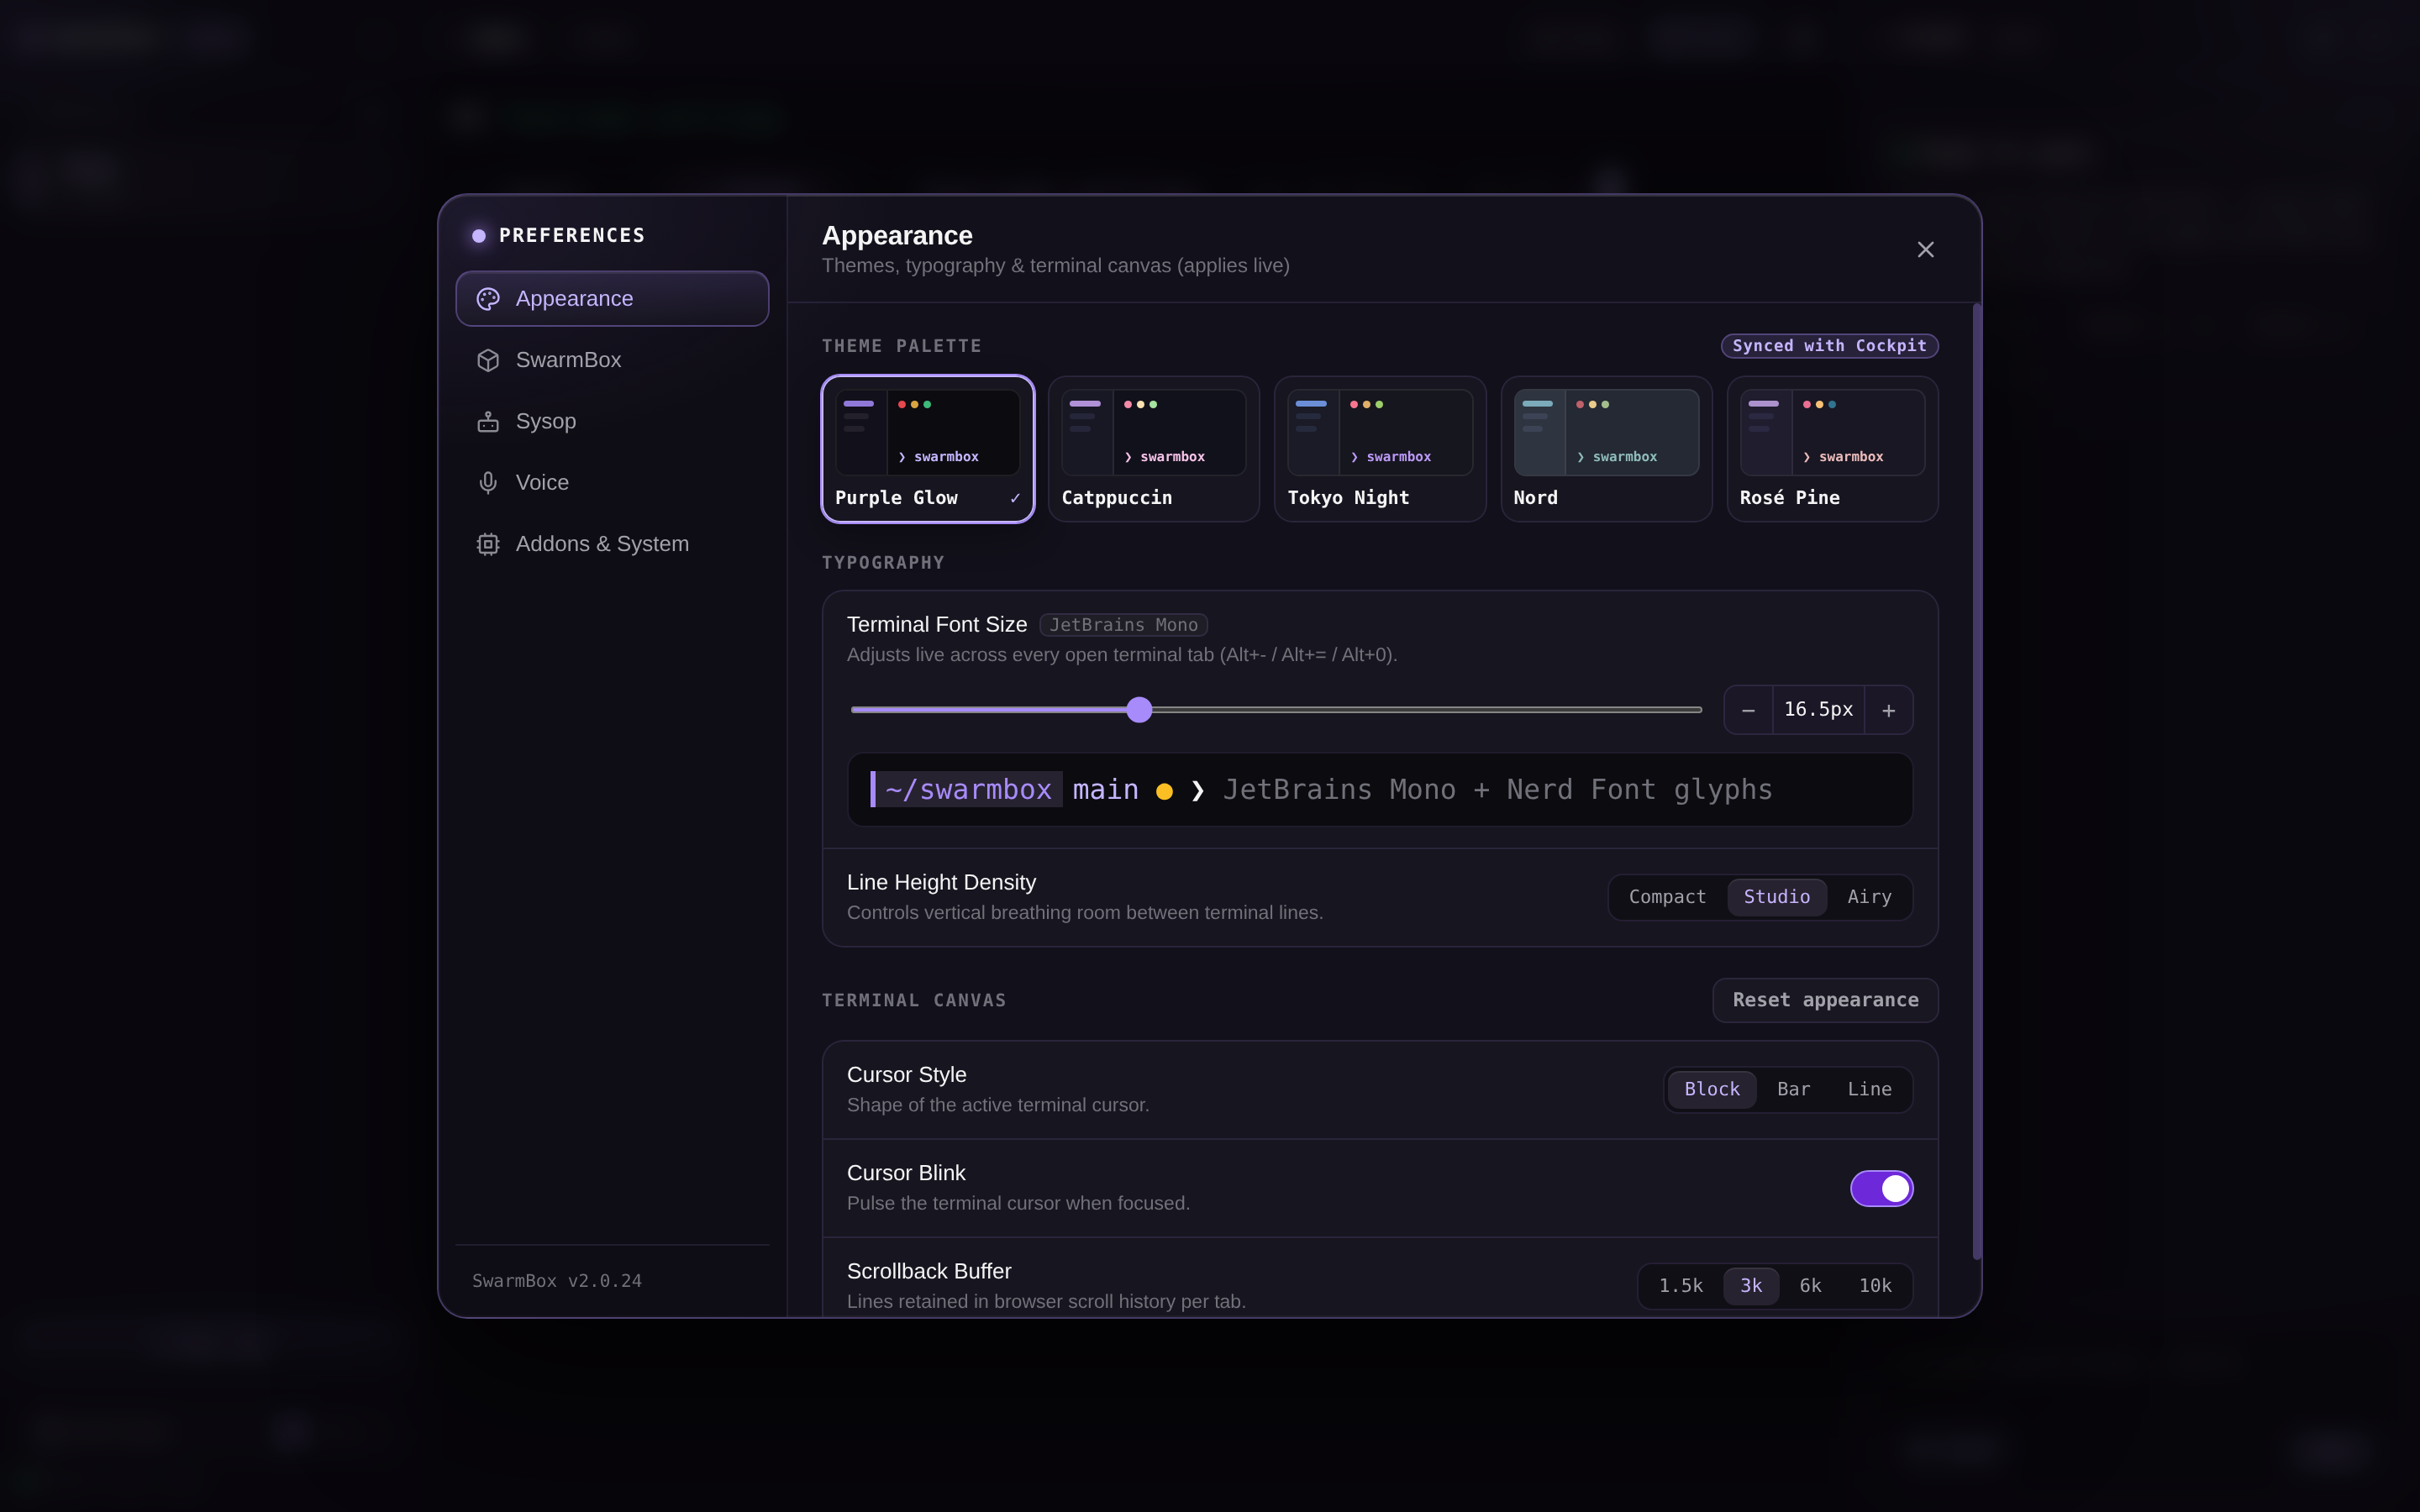 PREFERENCES
Appearance
SwarmBox
Sysop
Voice
Addons & System
SwarmBox v2.0.24
Appearance
Themes, typography & terminal canvas (applies live)
THEME PALETTE
Synced with Cockpit
❯ swarmbox
Purple Glow ✓
❯ swarmbox
Catppuccin
❯ swarmbox
Tokyo Night
❯ swarmbox
Nord
❯ swarmbox
Rosé Pine
TYPOGRAPHY
Terminal Font Size JetBrains Mono
Adjusts live across every open terminal tab (Alt+- / Alt+= / Alt+0).
− 16.5px +
~/swarmbox main ● ❯ JetBrains Mono + Nerd Font glyphs
Line Height Density
Controls vertical breathing room between terminal lines.
Compact Studio Airy
TERMINAL CANVAS
Reset appearance
Cursor Style
Shape of the active terminal cursor.
Block Bar Line
Cursor Blink
Pulse the terminal cursor when focused.
Scrollback Buffer
Lines retained in browser scroll history per tab.
1.5k 3k 6k 10k